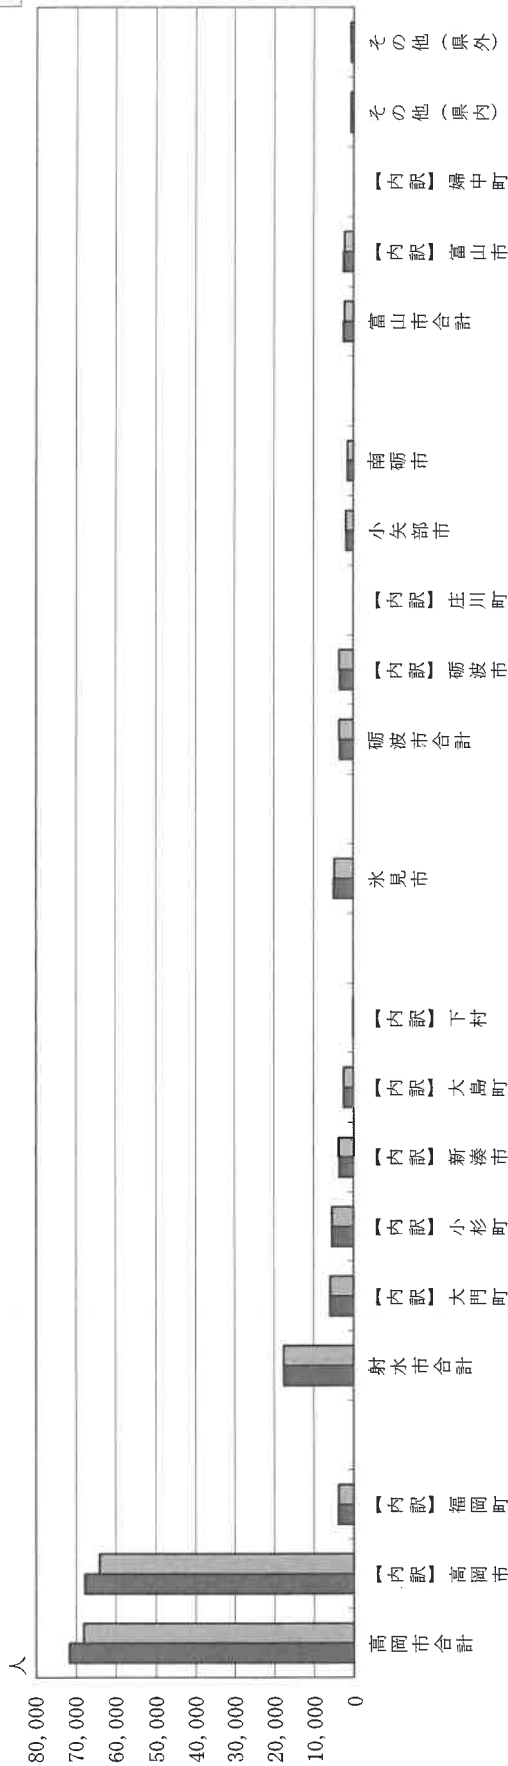 人
80,000
70,000
60,000
50,000
40,000
30,000
20,000
10,000
0
高岡市合計
【内訳】高岡市
【内訳】福岡町
射水市合計
【内訳】大門町
【内訳】小杉町
【内訳】新湊市
【内訳】大島町
【内訳】下村
氷見市
砺波市合計
【内訳】砺波市
【内訳】庄川町
小矢部市
南砺市
富山市合計
【内訳】富山市
【内訳】婦中町
その他（県内）
その他（県外）